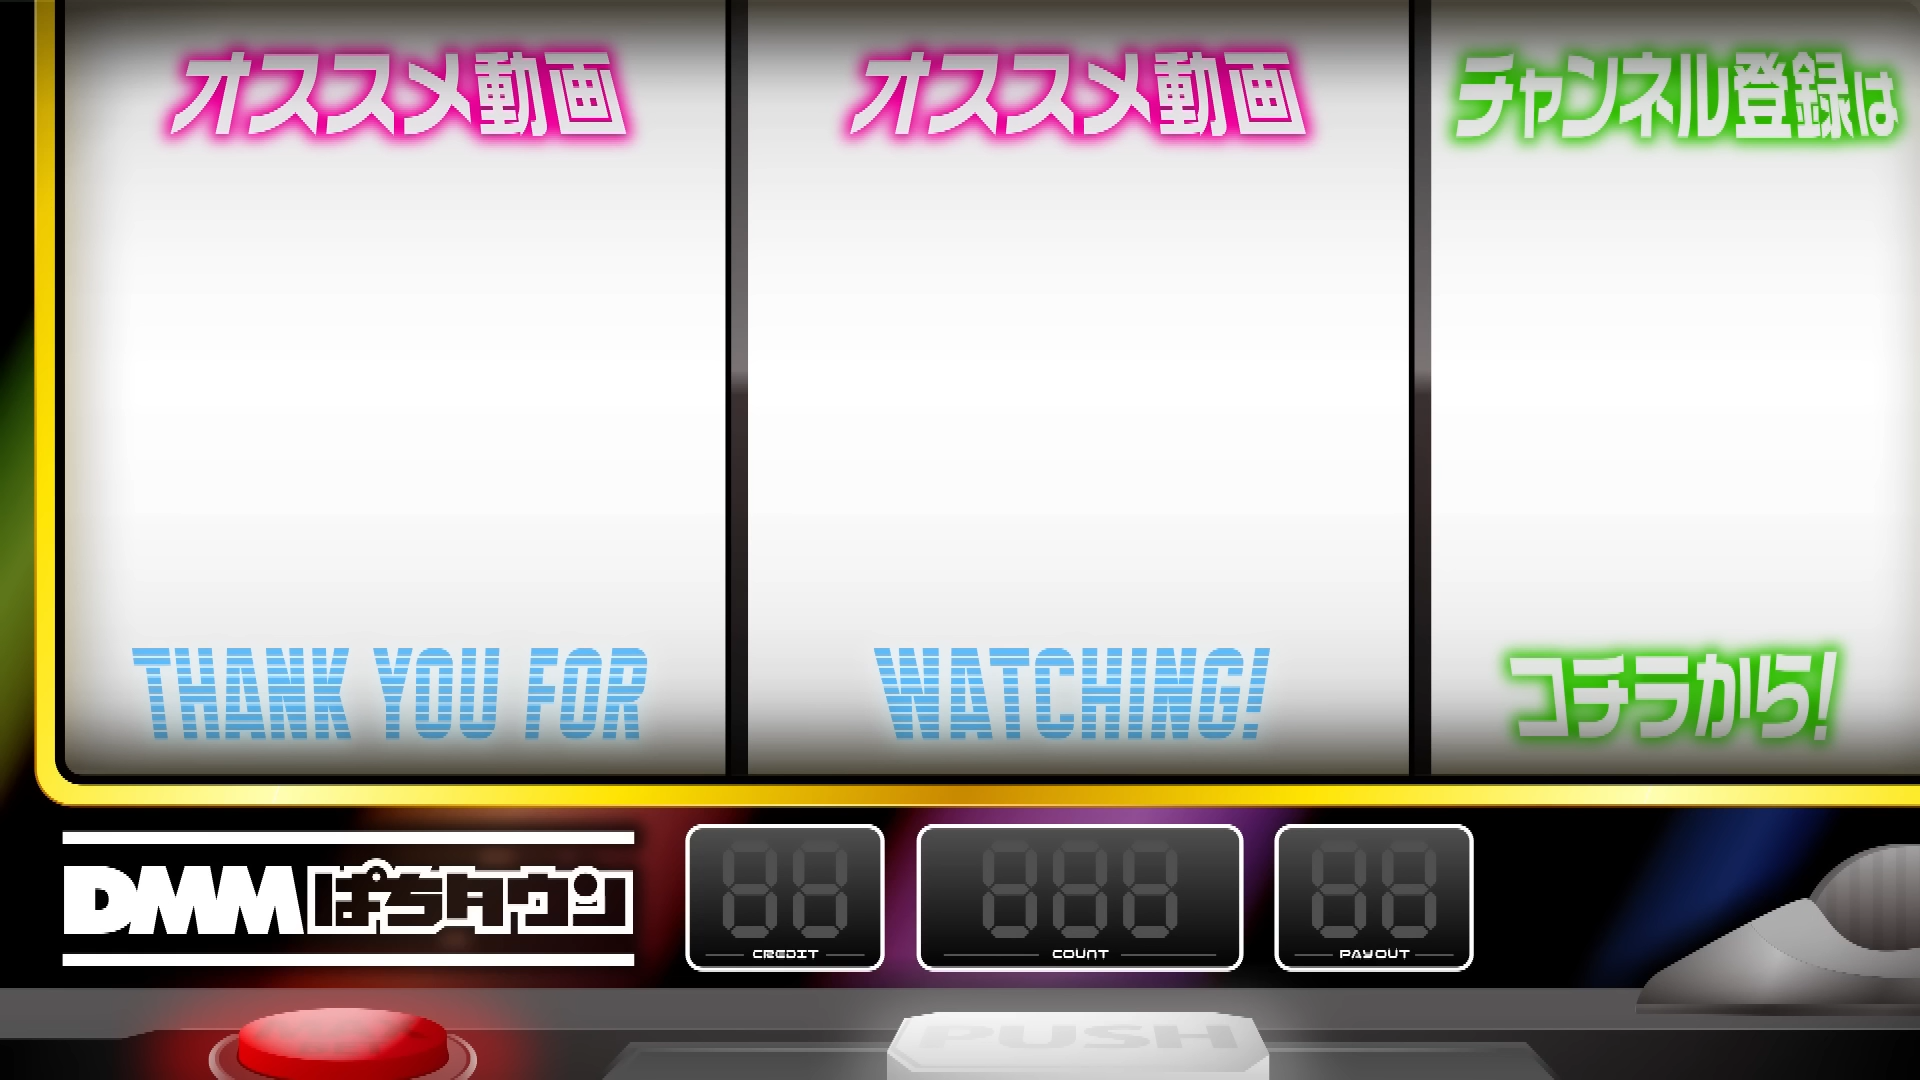 オススメ動画
オススメ動画
チャンネル登録は
THANK YOU FOR
WATCHING!
コチラから!
DMMぱちタウン
CREDIT
COUNT
PAYOUT
PUSH